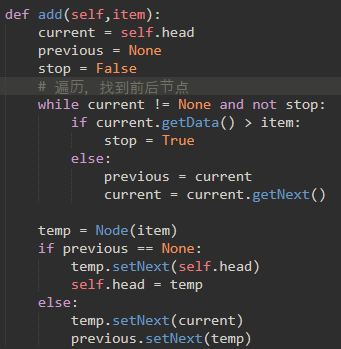 def add(self,item):
    current = self.head
    previous = None
    stop = False
    # 遍历，找到前后节点
    while current != None and not stop:
        if current.getData() > item:
            stop = True
        else:
            previous = current
            current = current.getNext()

    temp = Node(item)
    if previous == None:
        temp.setNext(self.head)
        self.head = temp
    else:
        temp.setNext(current)
        previous.setNext(temp)